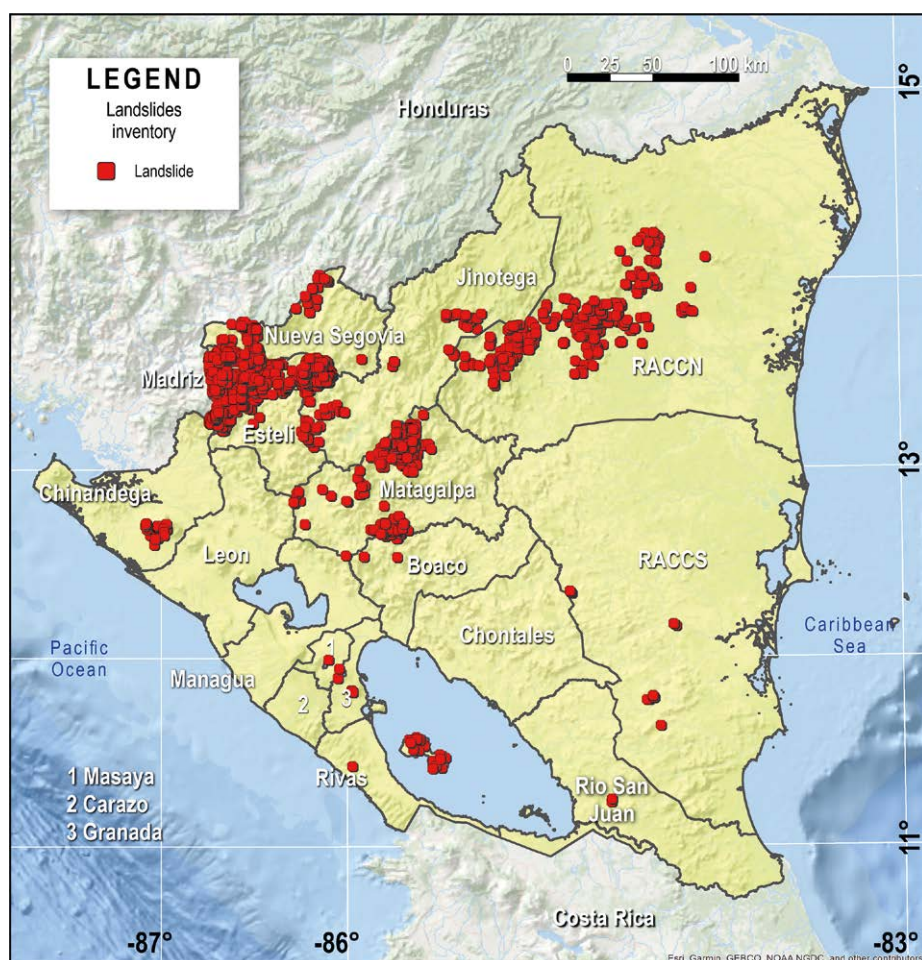 LEGEND
Landslides
inventory
Landslide
0 25 50 100 km
Honduras
15°
Jinotega
Nueva Segovia
Madriz
RACCN
Estelí
13°
Chinandega
Matagalpa
Leon
Boaco
RACCS
Chontales
Pacific
Ocean
Caribbean
Sea
1
Managua
2
3
1 Masaya
2 Carazo
3 Granada
Rivas
Rio San
Juan
11°
Costa Rica
-87°
-86°
-83°
Esri, Garmin, GEBCO, NOAA NGDC, and other contributor